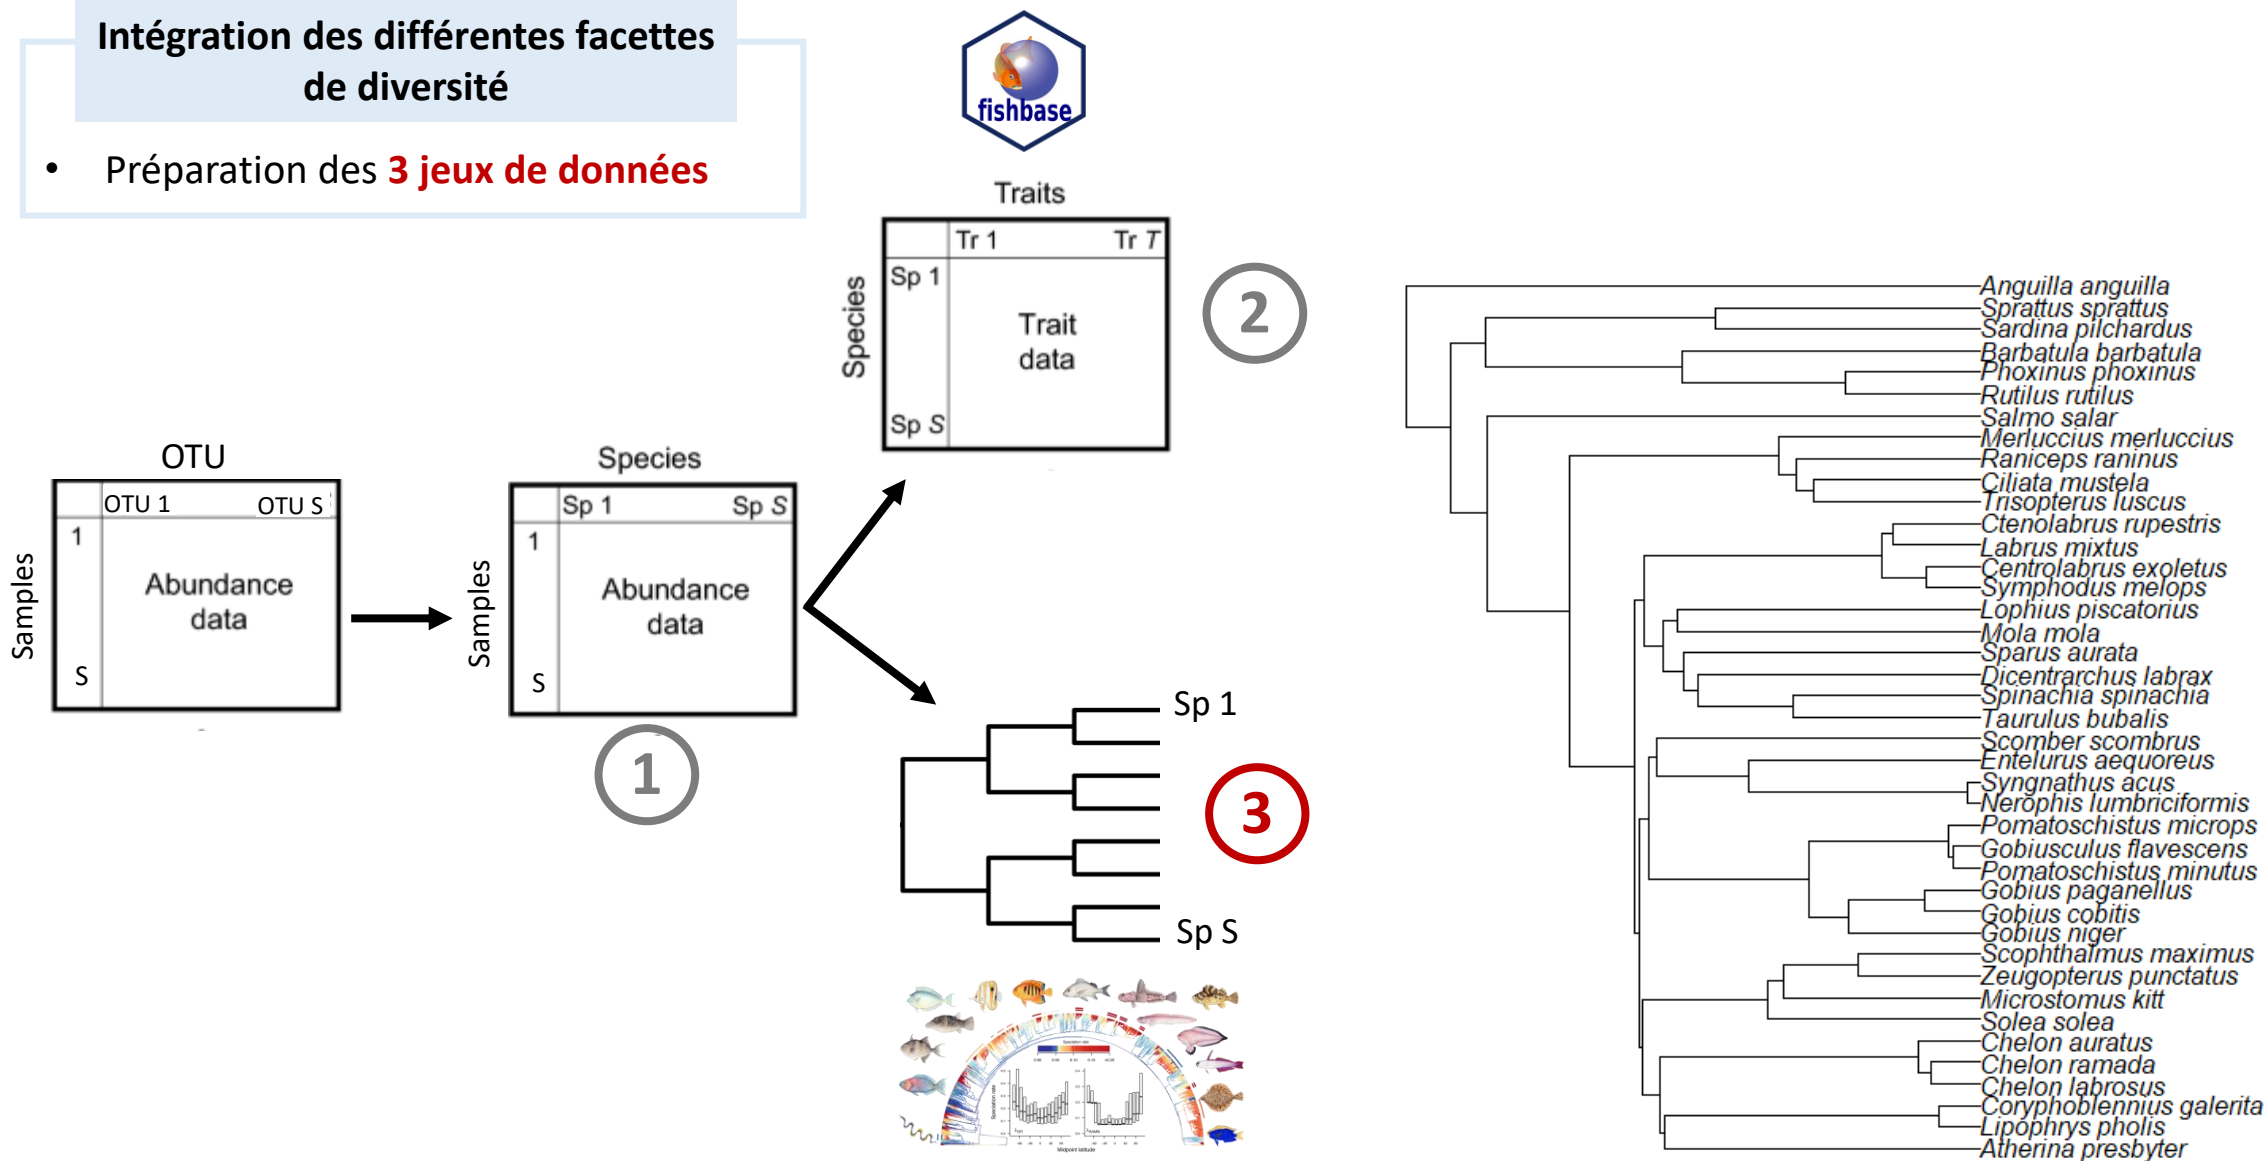 Intégration des différentes facettes
de diversité
• Préparation des 3 jeux de données
fishbase
Traits
Tr 1 Tr T
Species
Sp 1
Trait
data
Sp S
2
OTU
OTU 1 OTU S
Samples
1
Abundance
data
S
Species
Sp 1 Sp S
Samples
1
Abundance
data
S
1
Sp 1
3
Sp S
Speciation rate
Speciation rate
Midpoint latitude
Anguilla anguilla
Sprattus sprattus
Sardina pilchardus
Barbatula barbatula
Phoxinus phoxinus
Rutilus rutilus
Salmo salar
Merluccius merluccius
Raniceps raninus
Ciliata mustela
Trisopterus luscus
Ctenolabrus rupestris
Labrus mixtus
Centrolabrus exoletus
Symphodus melops
Lophius piscatorius
Mola mola
Sparus aurata
Dicentrarchus labrax
Spinachia spinachia
Taurulus bubalis
Scomber scombrus
Entelurus aequoreus
Syngnathus acus
Nerophis lumbriciformis
Pomatoschistus microps
Gobiusculus flavescens
Pomatoschistus minutus
Gobius paganellus
Gobius cobitis
Gobius niger
Scophthalmus maximus
Zeugopterus punctatus
Microstomus kitt
Solea solea
Chelon auratus
Chelon ramada
Chelon labrosus
Coryphoblennius galerita
Lipophrys pholis
Atherina presbyter